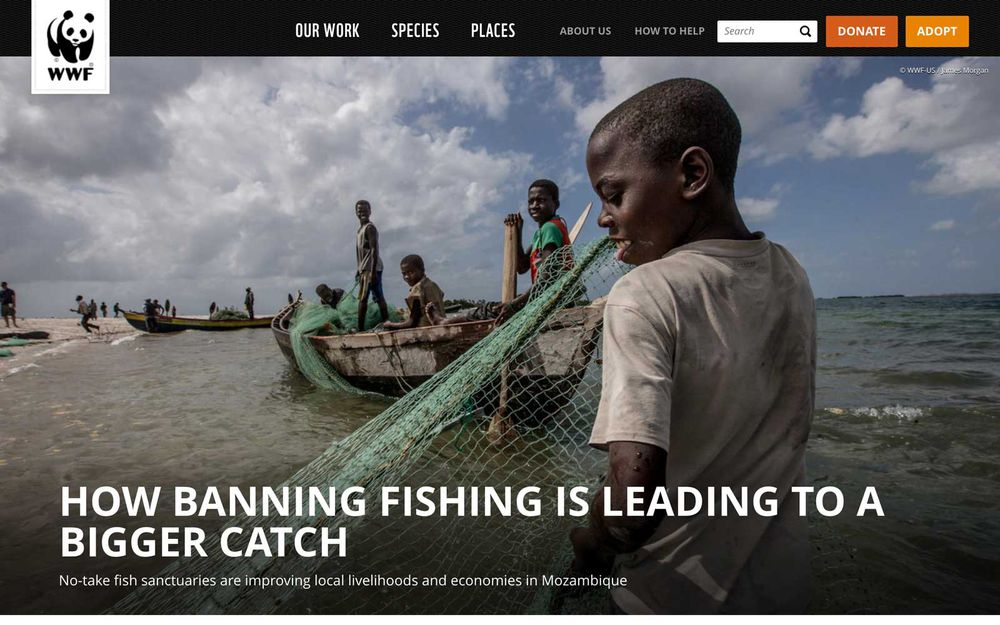 WWF
OUR WORK
SPECIES
PLACES
ABOUT US
HOW TO HELP
Search
DONATE
ADOPT
© WWF-US / James Morgan
HOW BANNING FISHING IS LEADING TO A
BIGGER CATCH
No-take fish sanctuaries are improving local livelihoods and economies in Mozambique